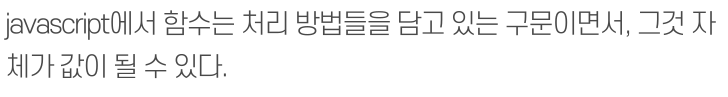 javascript에서 함수는 처리 방법들을 담고 있는 구문이면서, 그것 자
체가 값이 될 수 있다.